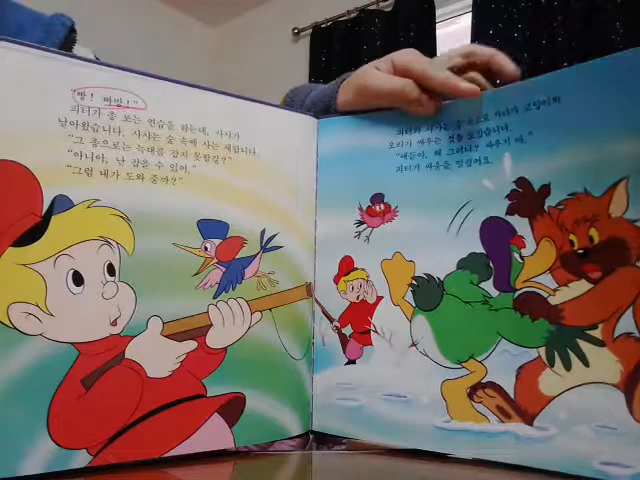 "빵! 빠방!"
피터가 총 쏘는 연습을 하는데, 사샤가
날아왔습니다. 사샤는 숲 속에 사는 새랍니다.
"그 총으로는 늑대를 잡지 못할걸?"
"아니야, 난 잡을 수 있어."
"그럼 내가 도와 줄까?"
피터와 사샤는 숲 속으로 가다가 고양이와
오리가 싸우는 것을 보았습니다.
"얘들아, 왜 그러니? 싸우지 마."
피터가 싸움을 말렸어요.